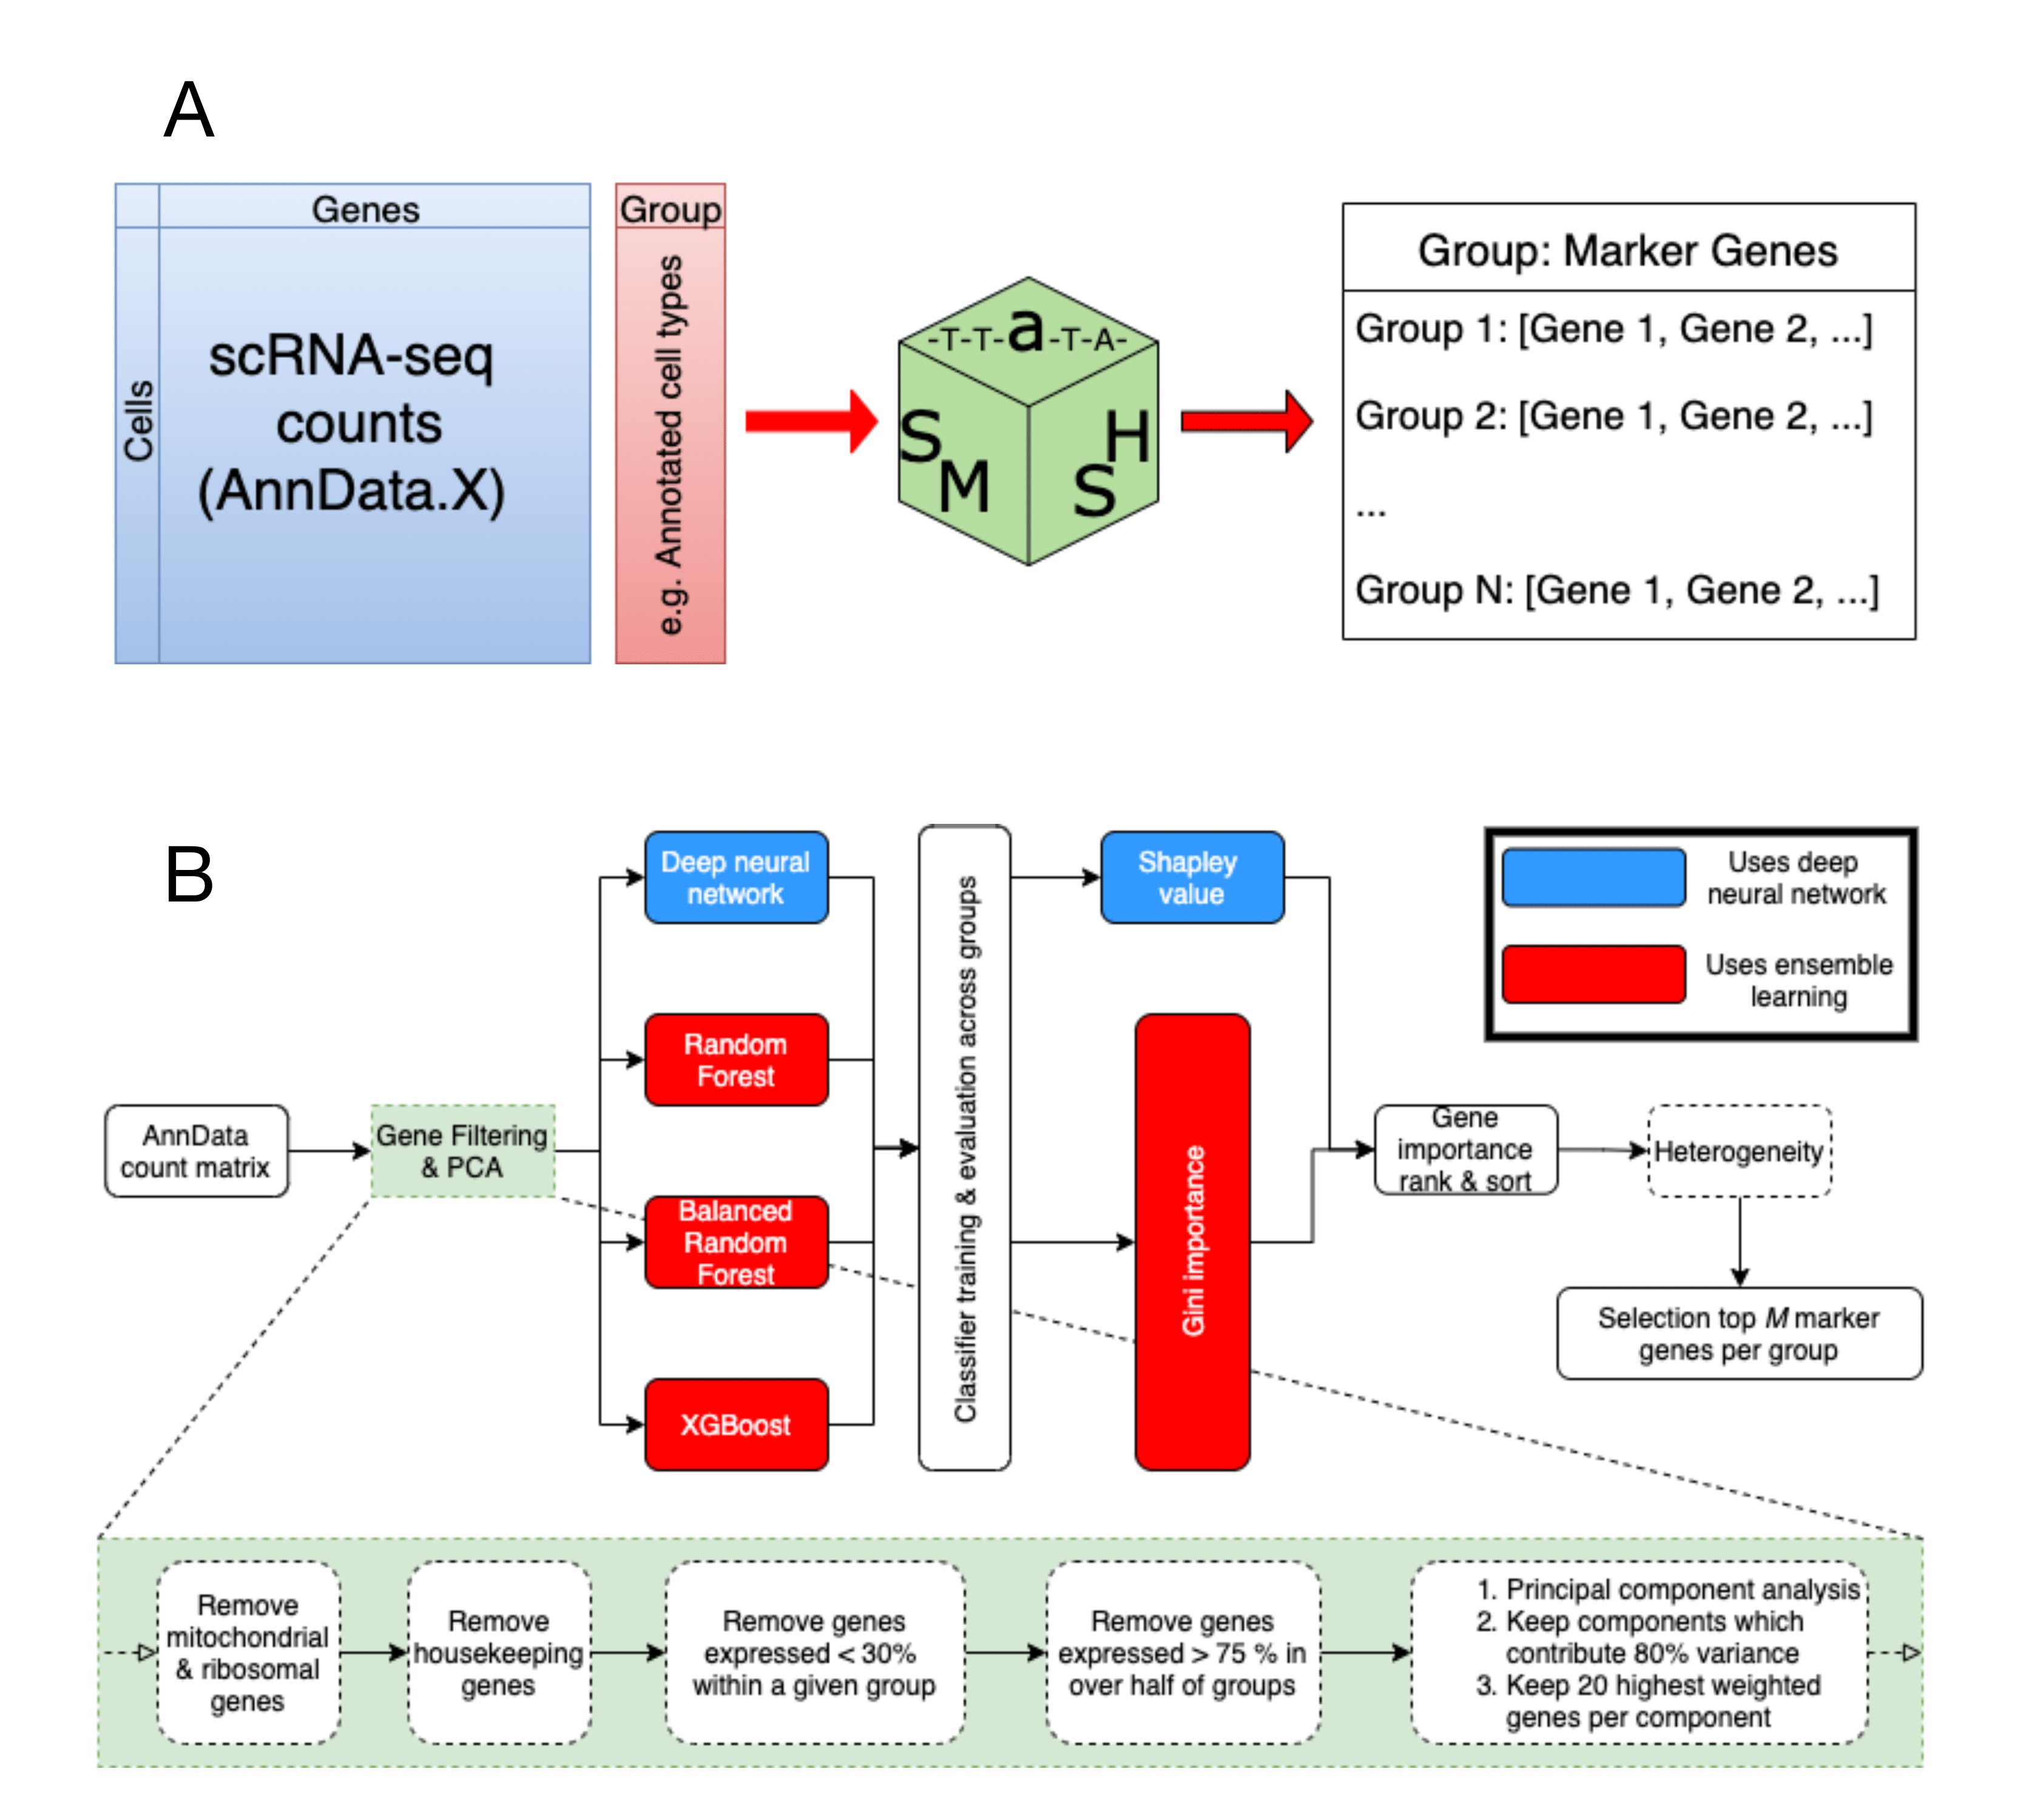 A
Genes
Group
Cells
scRNA-seq
counts
(AnnData.X)
e.g. Annotated cell types
-T-T-a-T-A-
S
M
H
S
Group: Marker Genes
Group 1: [Gene 1, Gene 2, ...]
Group 2: [Gene 1, Gene 2, ...]
...
Group N: [Gene 1, Gene 2, ...]
B
AnnData
count matrix
Gene Filtering
& PCA
Deep neural
network
Random
Forest
Balanced
Random
Forest
XGBoost
Classifier training & evaluation across groups
Shapley
value
Gini importance
Uses deep
neural network
Uses ensemble
learning
Gene
importance
rank & sort
Heterogeneity
Selection top M marker
genes per group
Remove
mitochondrial
& ribosomal
genes
Remove
housekeeping
genes
Remove genes
expressed < 30%
within a given group
Remove genes
expressed > 75 % in
over half of groups
1. Principal component analysis
2. Keep components which
contribute 80% variance
3. Keep 20 highest weighted
genes per component